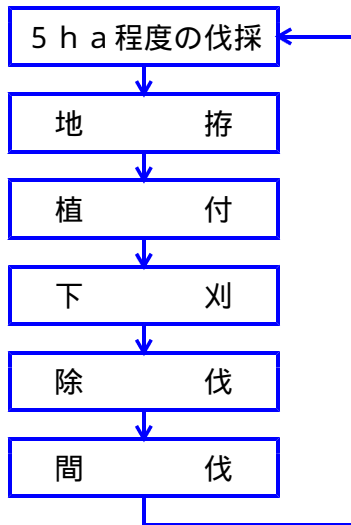 ５ｈａ程度の伐採
地　　　拵
植　　　付
下　　　刈
除　　　伐
間　　　伐